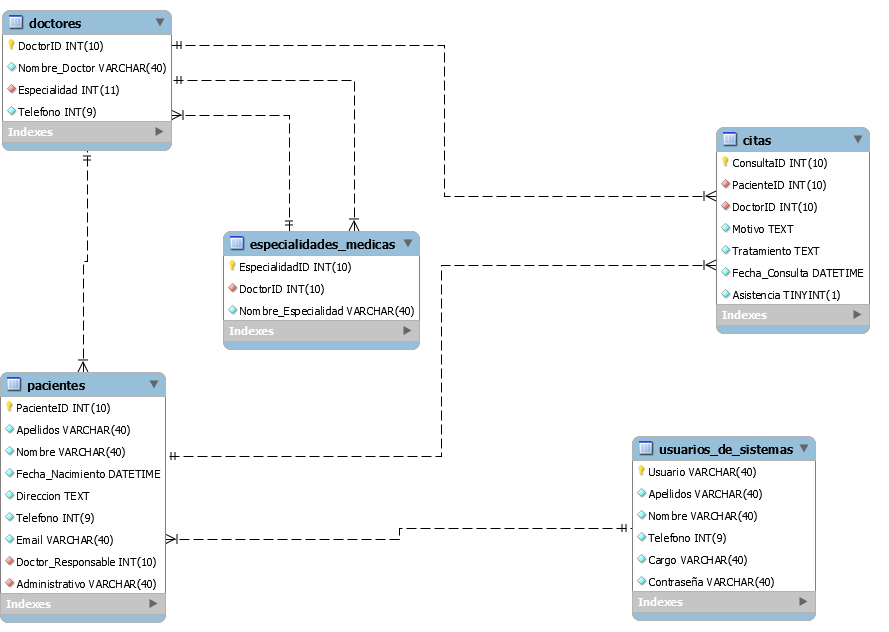 doctores
DoctorID INT(10)
Nombre_Doctor VARCHAR(40)
Especialidad INT(11)
Telefono INT(9)
Indexes
citas
ConsultaID INT(10)
PacienteID INT(10)
DoctorID INT(10)
Motivo TEXT
Tratamiento TEXT
Fecha_Consulta DATETIME
Asistencia TINYINT(1)
Indexes
especialidades_medicas
EspecialidadID INT(10)
DoctorID INT(10)
Nombre_Especialidad VARCHAR(40)
Indexes
pacientes
PacienteID INT(10)
Apellidos VARCHAR(40)
Nombre VARCHAR(40)
Fecha_Nacimiento DATETIME
Direccion TEXT
Telefono INT(9)
Email VARCHAR(40)
Doctor_Responsable INT(10)
Administrativo VARCHAR(40)
Indexes
usuarios_de_sistemas
Usuario VARCHAR(40)
Apellidos VARCHAR(40)
Nombre VARCHAR(40)
Telefono INT(9)
Cargo VARCHAR(40)
Contraseña VARCHAR(40)
Indexes